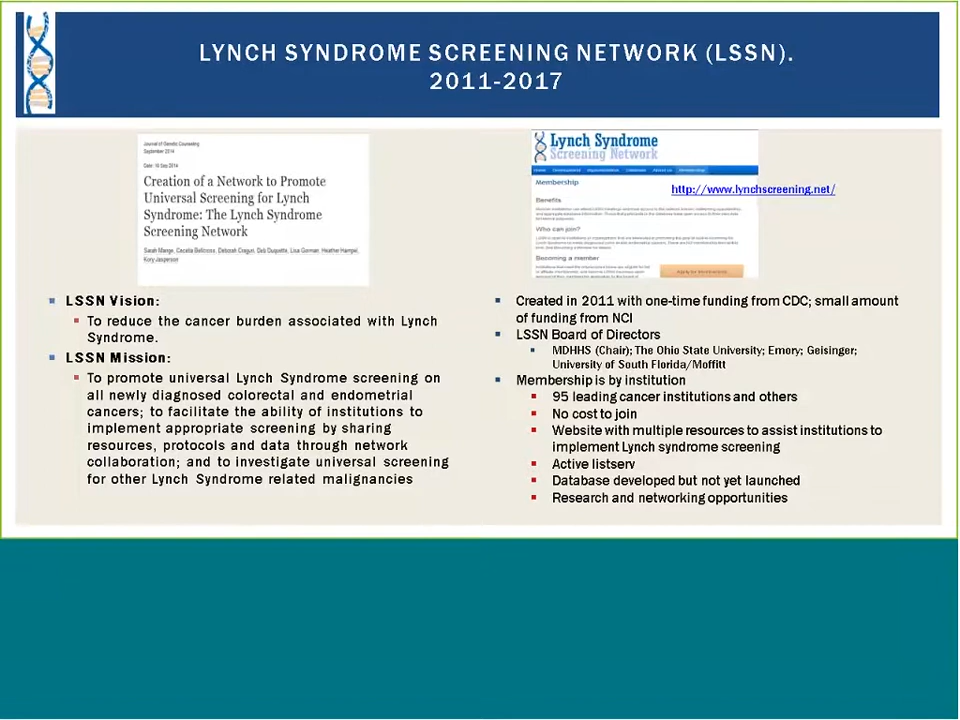 LYNCH SYNDROME SCREENING NETWORK (LSSN).
2011-2017
Journal of Genetic Counseling
September 2014
Date: 16 Sep 2014
Creation of a Network to Promote
Universal Screening for Lynch
Syndrome: The Lynch Syndrome
Screening Network
Sarah Mange, Cecelia Bellcross, Deborah Cragun, Deb Duquette, Lisa Gorman, Heather Hampel,
Kory Jasperson
LSSN Vision:
To reduce the cancer burden associated with Lynch
Syndrome.
LSSN Mission:
To promote universal Lynch Syndrome screening on
all newly diagnosed colorectal and endometrial
cancers; to facilitate the ability of institutions to
implement appropriate screening by sharing
resources, protocols and data through network
collaboration; and to investigate universal screening
for other Lynch Syndrome related malignancies
Lynch Syndrome
Screening Network
Membership
http://www.lynchscreening.net/
Benefits
Who can join?
Becoming a member
Apply for Membership
Created in 2011 with one-time funding from CDC; small amount
of funding from NCI
LSSN Board of Directors
MDHHS (Chair); The Ohio State University; Emory; Geisinger;
University of South Florida/Moffitt
Membership is by institution
95 leading cancer institutions and others
No cost to join
Website with multiple resources to assist institutions to
implement Lynch syndrome screening
Active listserv
Database developed but not yet launched
Research and networking opportunities